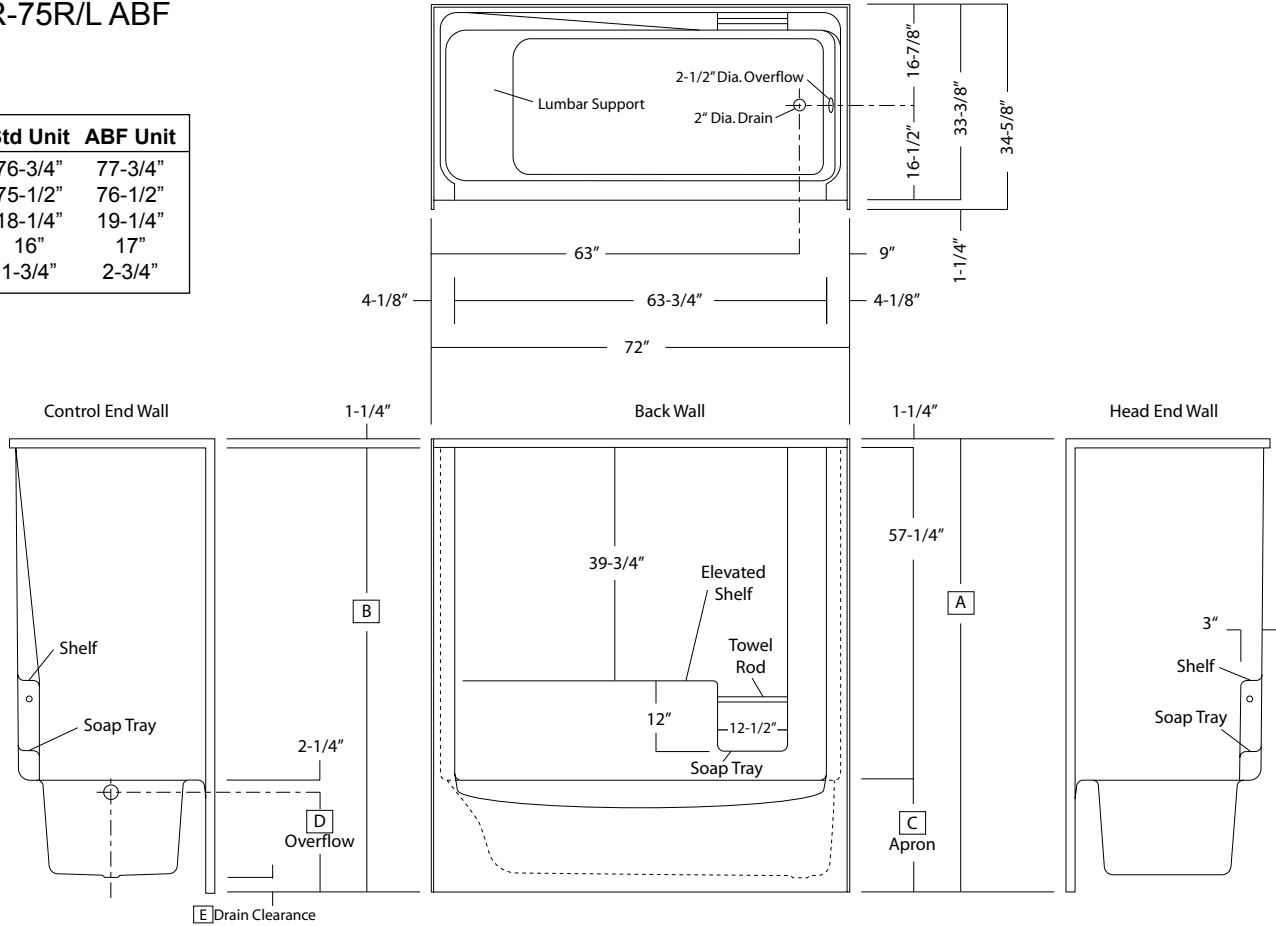 R-75R/L ABF
Std Unit ABF Unit
76-3/4” 77-3/4”
75-1/2” 76-1/2”
18-1/4” 19-1/4”
16” 17”
1-3/4” 2-3/4”
2-1/2” Dia. Overflow
Lumbar Support
2” Dia. Drain
16-7/8”
16-1/2”
33-3/8”
34-5/8”
1-1/4”
63”
9”
4-1/8”
63-3/4”
4-1/8”
72”
Control End Wall
1-1/4”
Back Wall
1-1/4”
Head End Wall
57-1/4”
39-3/4”
Elevated
Shelf
B
A
Towel
Rod
3“
Shelf
Shelf
12”
12-1/2”
Soap Tray
Soap Tray
Soap Tray
2-1/4”
D
Overflow
C
Apron
E Drain Clearance